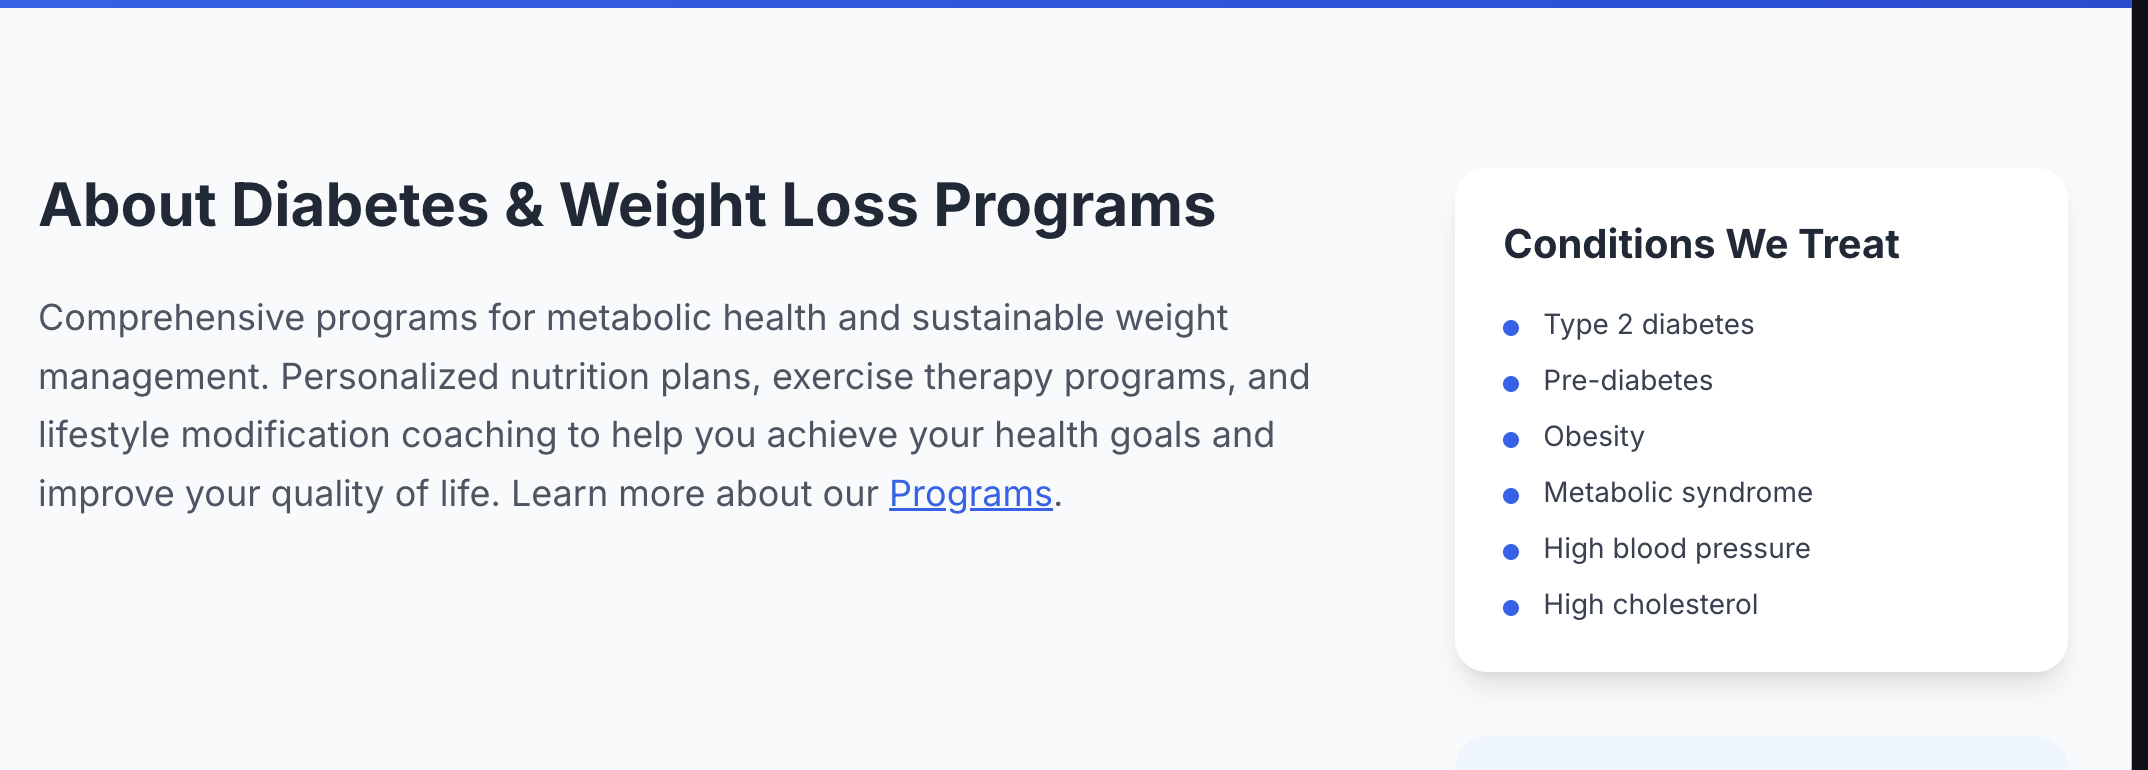 About Diabetes & Weight Loss Programs
Comprehensive programs for metabolic health and sustainable weight
management. Personalized nutrition plans, exercise therapy programs, and
lifestyle modification coaching to help you achieve your health goals and
improve your quality of life. Learn more about our Programs.
Conditions We Treat
Type 2 diabetes
Pre-diabetes
Obesity
Metabolic syndrome
High blood pressure
High cholesterol